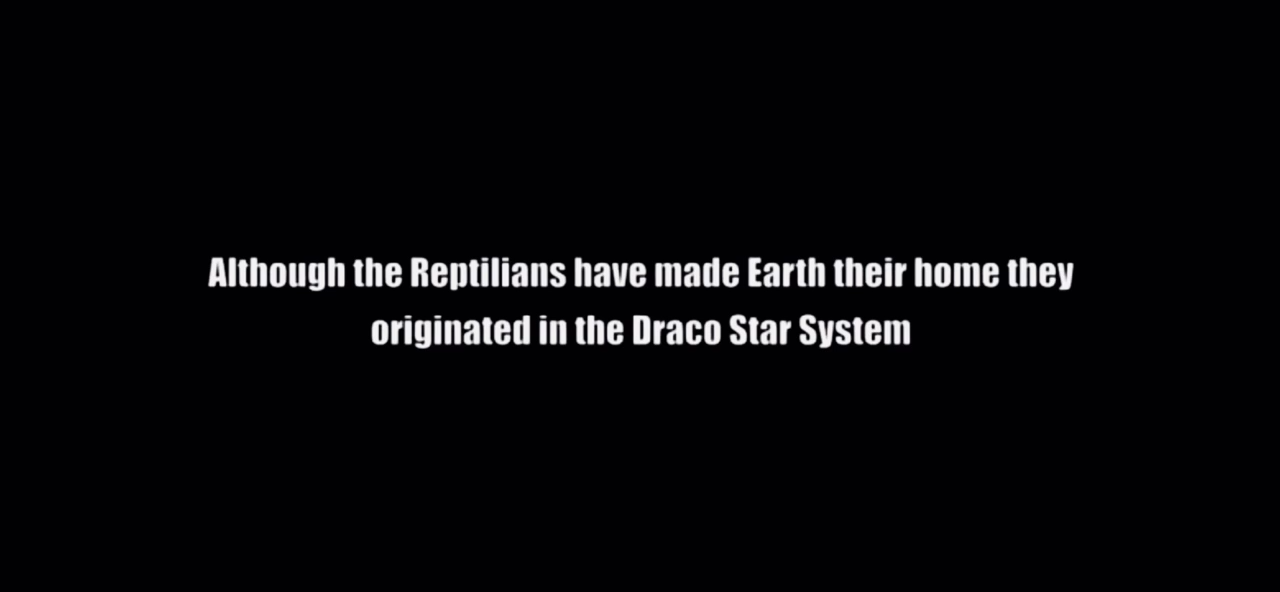 Although the Reptilians have made Earth their home they
originated in the Draco Star System